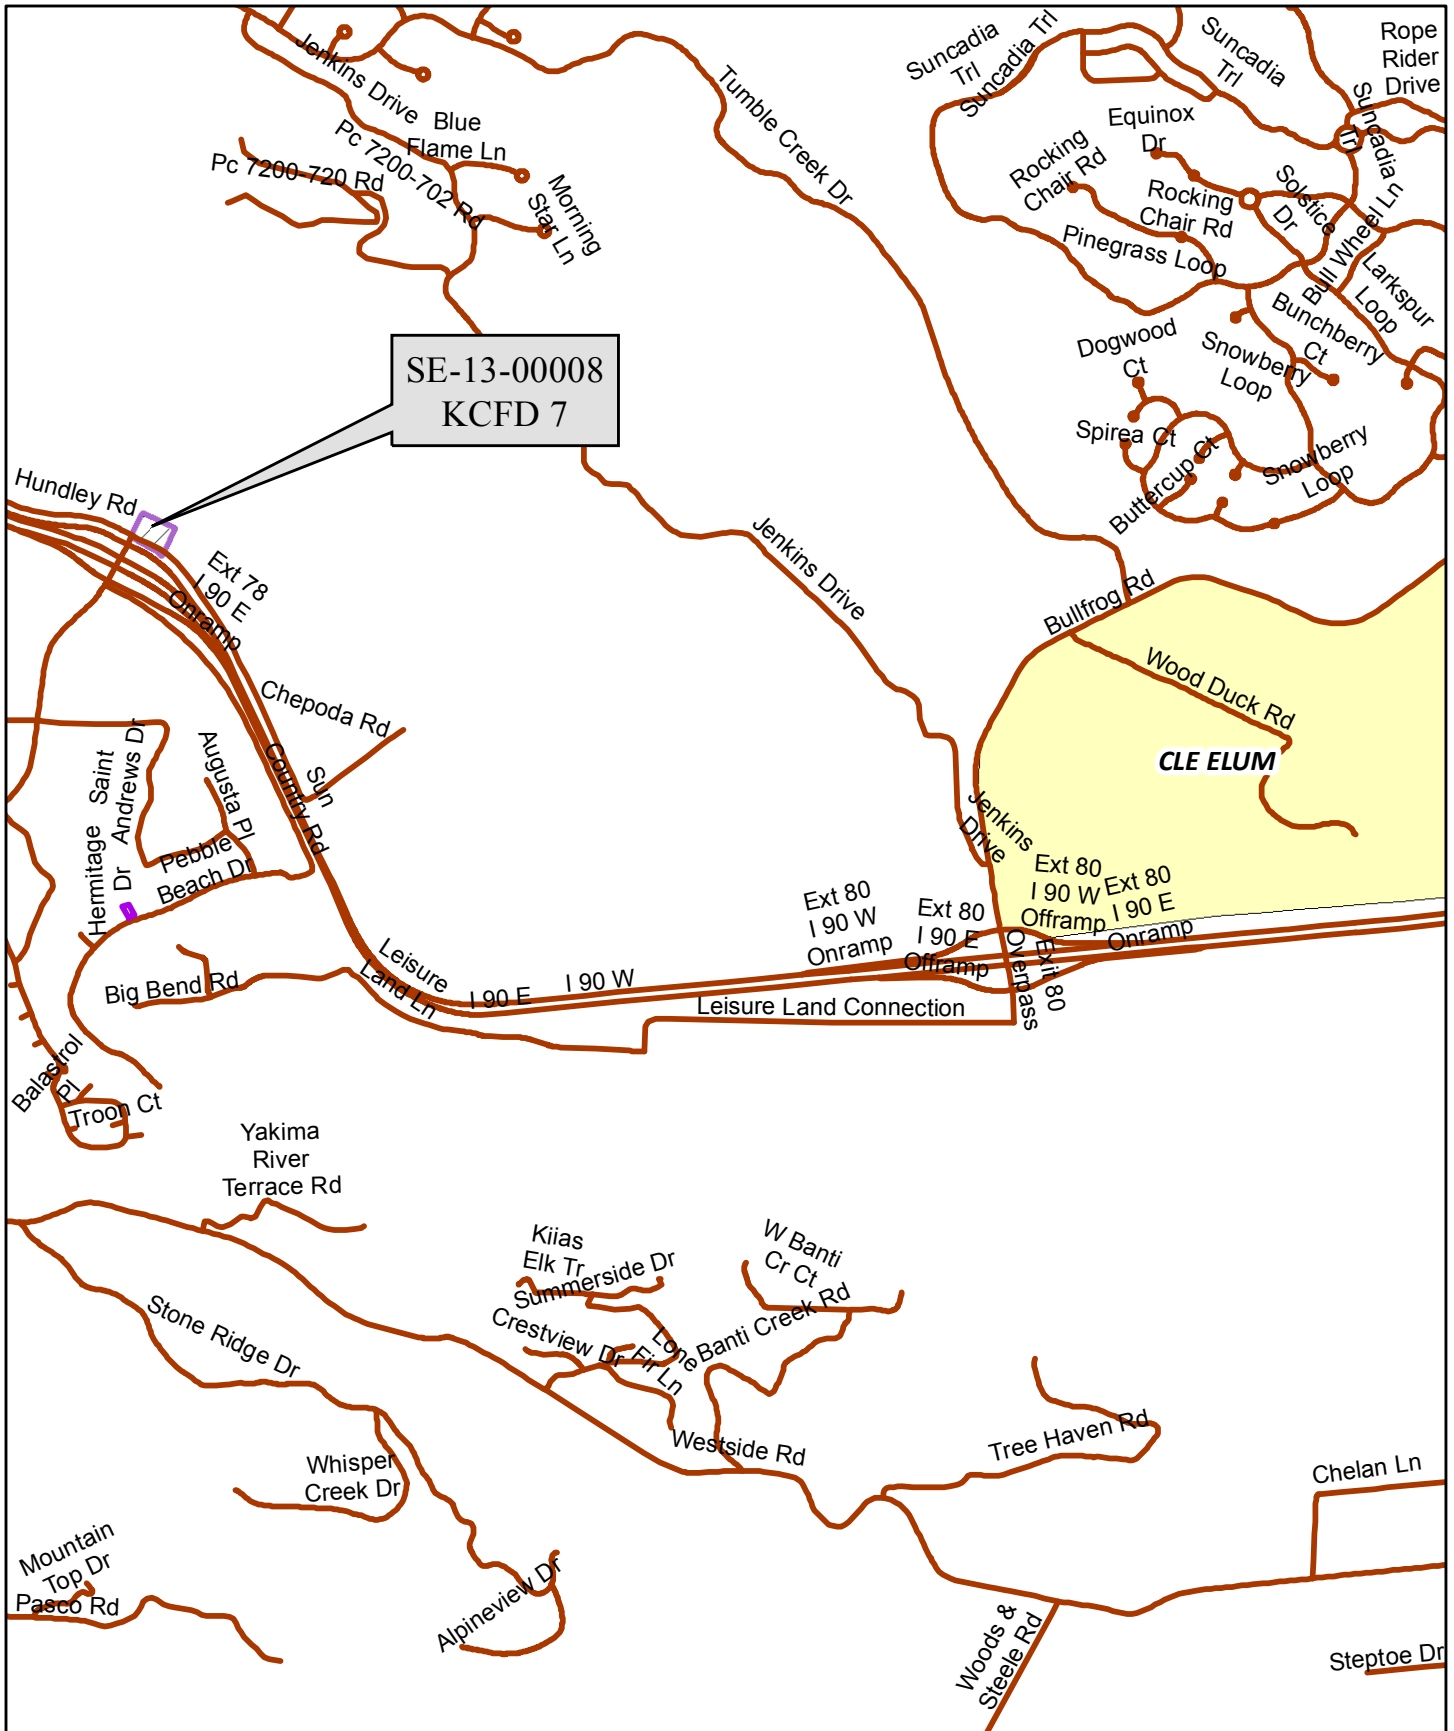 Jenkins Drive
Blue
Flame Ln
Pc 7200-702 Rd
Pc 7200-720 Rd
Morning
Star Ln
Tumble Creek Dr
Suncadia
Trl
Suncadia Trl
Suncadia
Trl
Rope
Rider
Drive
Suncadia
Trl
Equinox
Dr
Rocking
Chair Rd
Rocking
Chair Rd
Solstice
Dr
Pinegrass Loop
Bull Wheel Ln
Larkspur
Loop
Bunchberry
Ct
Dogwood
Ct
Snowberry
Loop
Spirea Ct
Buttercup Ct
Snowberry
Loop
SE-13-00008
KCFD 7
Hundley Rd
Ext 78
I 90 E
Onramp
Jenkins Drive
Bullfrog Rd
Wood Duck Rd
CLE ELUM
Chepoda Rd
Sun
Country Rd
Saint
Andrews Dr
Augusta Pl
Hermitage
Dr
Pebble
Beach Dr
Jenkins
Drive
Ext 80
I 90 W
Offramp
Ext 80
I 90 E
Onramp
Ext 80
I 90 W
Onramp
Ext 80
I 90 E
Offramp
Exit 80
Overpass
Leisure
Land Ln
Big Bend Rd
I 90 E
I 90 W
Leisure Land Connection
Balastrol
Pl
Troon Ct
Yakima
River
Terrace Rd
Kiias
Elk Tr
Summerside Dr
W Banti
Cr Ct
Banti Creek Rd
Crestview Dr
Lone
Fir Ln
Stone Ridge Dr
Westside Rd
Tree Haven Rd
Whisper
Creek Dr
Chelan Ln
Mountain
Top Dr
Pasco Rd
Alpineview Dr
Woods &
Steele Rd
Steptoe Dr